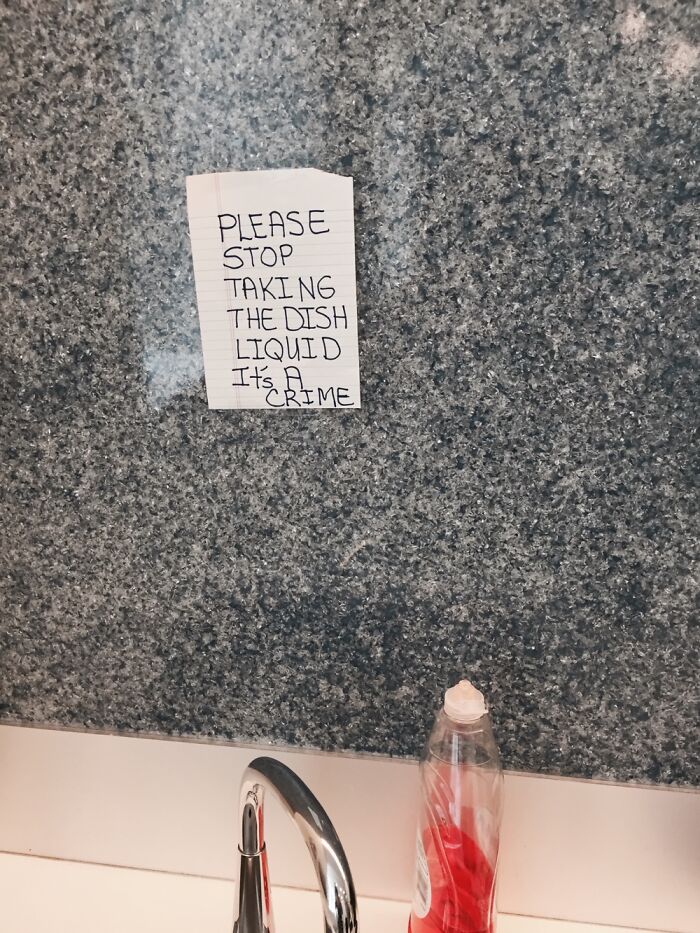 PLEASE
STOP
TAKING
THE DISH
LIQUID
It's A
CRIME